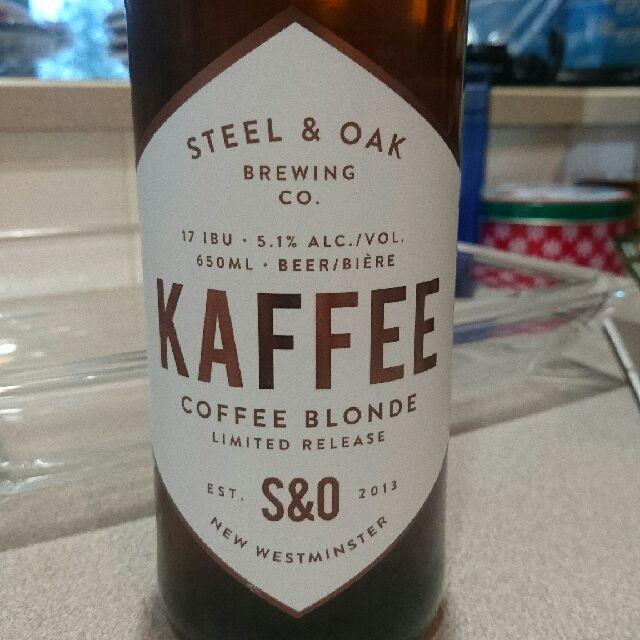 STEEL & OAK
BREWING
CO.
17 IBU · 5.1% ALC./VOL.
650ML · BEER/BIÈRE
KAFFEE
COFFEE BLONDE
LIMITED RELEASE
EST. S&O 2013
NEW WESTMINSTER